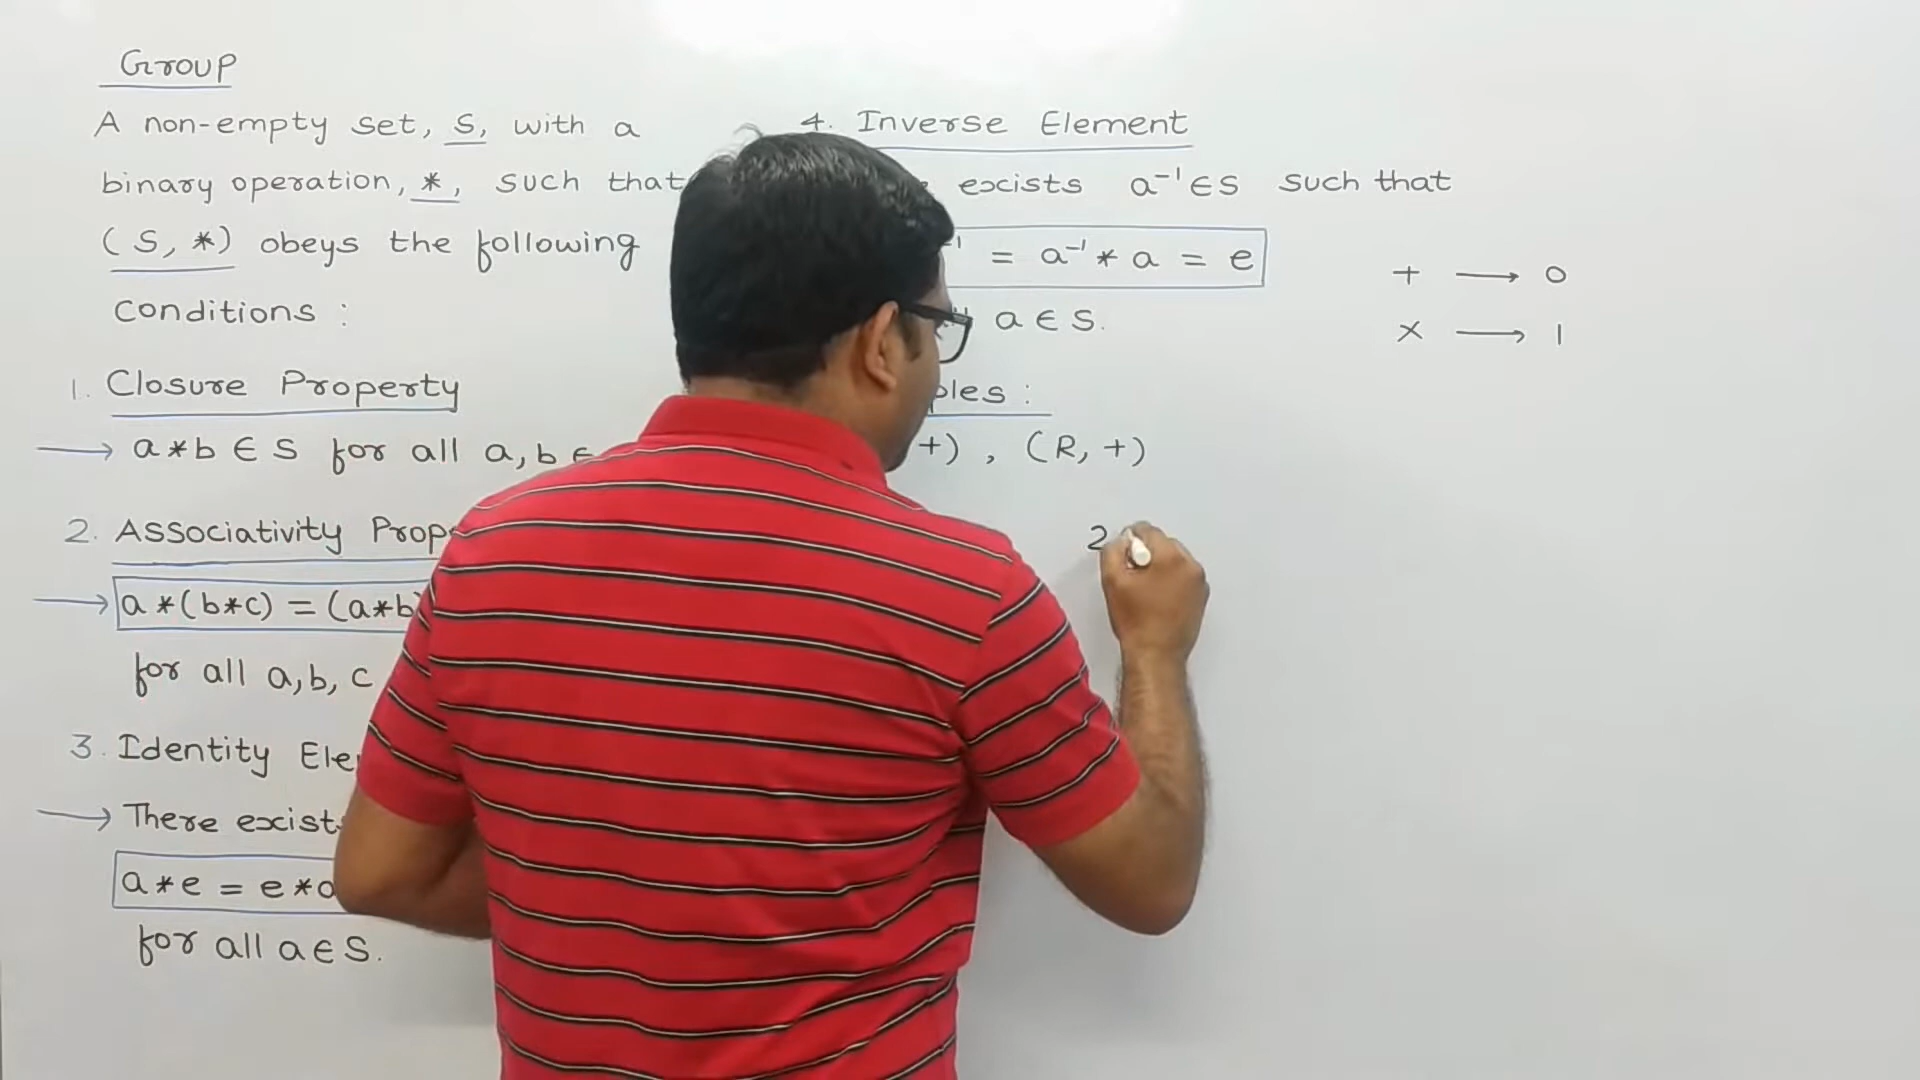 Group
A non-empty set, S, with a
binary operation, *, such that
(S, *) obeys the following
Conditions :
1. Closure Property
→ a*b ∈ S for all a, b ∈
2. Associativity Prop
→ a*(b*c) = (a*b)
for all a, b, c
3. Identity Ele
→ There exists
a*e = e*a
for all a ∈ S.
4. Inverse Element
exists a⁻¹ ∈ S such that
= a⁻¹ * a = e
a ∈ S.
ples :
+) , (R, +)
2
+ → 0
× → 1